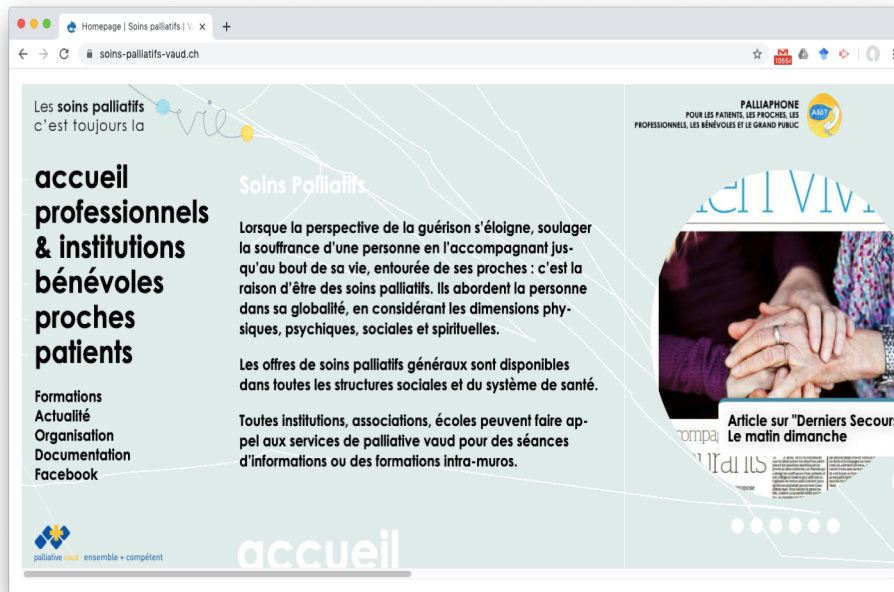 Homepage | Soins palliatifs | V
soins-palliatifs-vaud.ch
Les soins palliatifs
c'est toujours la
vie
PALLIAPHONE
POUR LES PATIENTS, LES PROCHES, LES
PROFESSIONNELS, LES BÉNÉVOLES ET LE GRAND PUBLIC
Allô?
accueil
professionnels
& institutions
bénévoles
proches
patients
Formations
Actualité
Organisation
Documentation
Facebook
palliative vaud ensemble + compétent
Soins Palliatifs
Lorsque la perspective de la guérison s'éloigne, soulager
la souffrance d'une personne en l'accompagnant jus-
qu'au bout de sa vie, entourée de ses proches : c'est la
raison d'être des soins palliatifs. Ils abordent la personne
dans sa globalité, en considérant les dimensions phy-
siques, psychiques, sociales et spirituelles.
Les offres de soins palliatifs généraux sont disponibles
dans toutes les structures sociales et du système de santé.
Toutes institutions, associations, écoles peuvent faire ap-
pel aux services de palliative vaud pour des séances
d'informations ou des formations intra-muros.
accueil
Article sur "Derniers Secours
Le matin dimanche